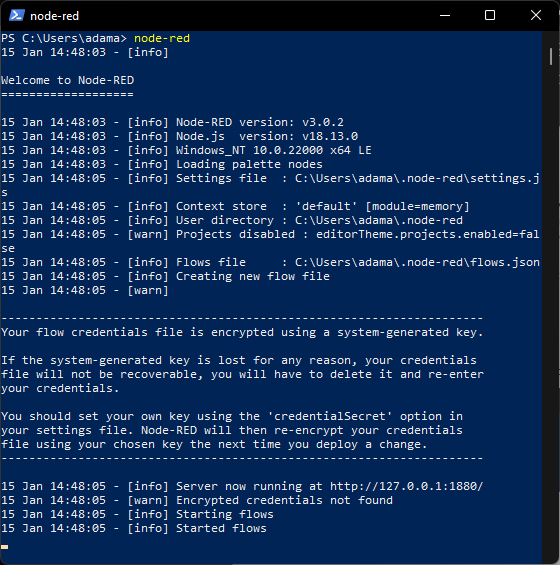 node-red
PS C:\Users\adama> node-red
15 Jan 14:48:03 - [info]
Welcome to Node-RED
===================
15 Jan 14:48:03 - [info] Node-RED version: v3.0.2
15 Jan 14:48:03 - [info] Node.js  version: v18.13.0
15 Jan 14:48:03 - [info] Windows_NT 10.0.22000 x64 LE
15 Jan 14:48:03 - [info] Loading palette nodes
15 Jan 14:48:05 - [info] Settings file  : C:\Users\adama\.node-red\settings.j
s
15 Jan 14:48:05 - [info] Context store  : 'default' [module=memory]
15 Jan 14:48:05 - [info] User directory : C:\Users\adama\.node-red
15 Jan 14:48:05 - [warn] Projects disabled : editorTheme.projects.enabled=fal
se
15 Jan 14:48:05 - [info] Flows file     : C:\Users\adama\.node-red\flows.json
15 Jan 14:48:05 - [info] Creating new flow file
15 Jan 14:48:05 - [warn]
---------------------------------------------------------------------
Your flow credentials file is encrypted using a system-generated key.
If the system-generated key is lost for any reason, your credentials
file will not be recoverable, you will have to delete it and re-enter
your credentials.
You should set your own key using the 'credentialSecret' option in
your settings file. Node-RED will then re-encrypt your credentials
file using your chosen key the next time you deploy a change.
---------------------------------------------------------------------
15 Jan 14:48:05 - [info] Server now running at http://127.0.0.1:1880/
15 Jan 14:48:05 - [warn] Encrypted credentials not found
15 Jan 14:48:05 - [info] Starting flows
15 Jan 14:48:05 - [info] Started flows